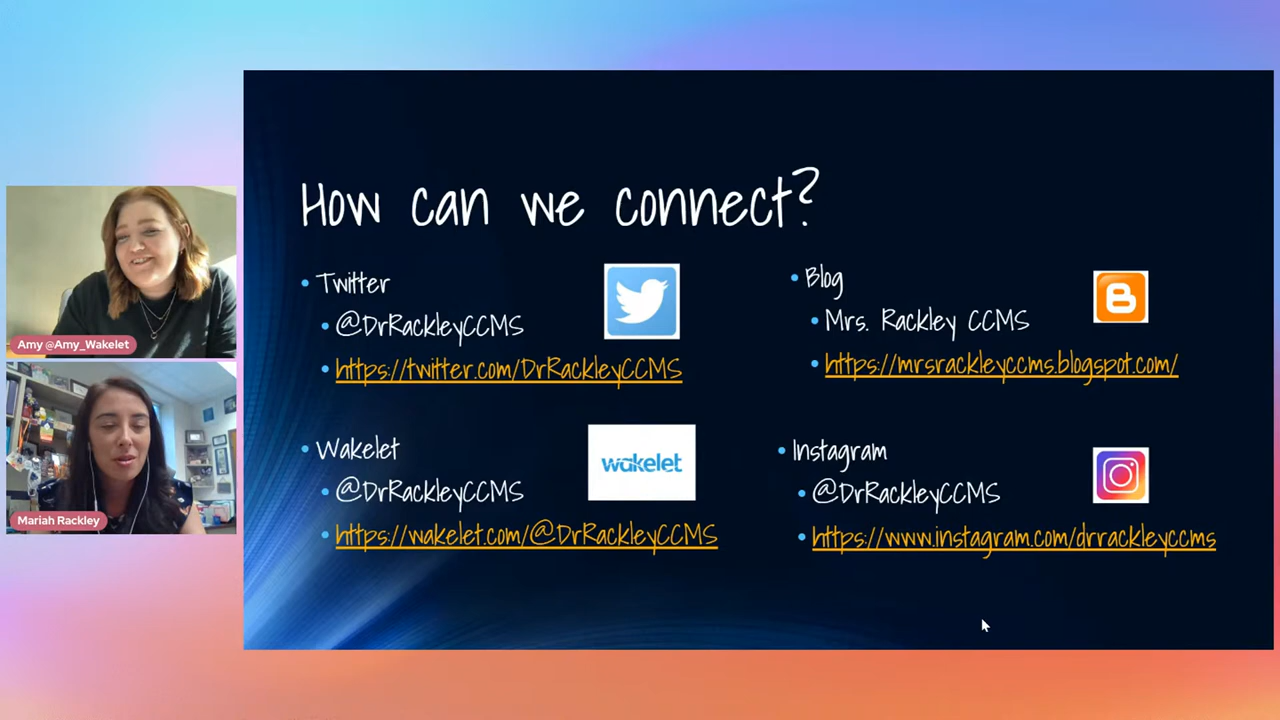 Amy @Amy_Wakelet
Mariah Rackley
How can we connect?
Twitter
@DrRackleyCCMS
https://twitter.com/DrRackleyCCMS
Wakelet
@DrRackleyCCMS
wakelet
https://wakelet.com/@DrRackleyCCMS
Blog
Mrs. Rackley CCMS
https://mrsrackleyccms.blogspot.com/
Instagram
@DrRackleyCCMS
https://www.instagram.com/drrackleyccms